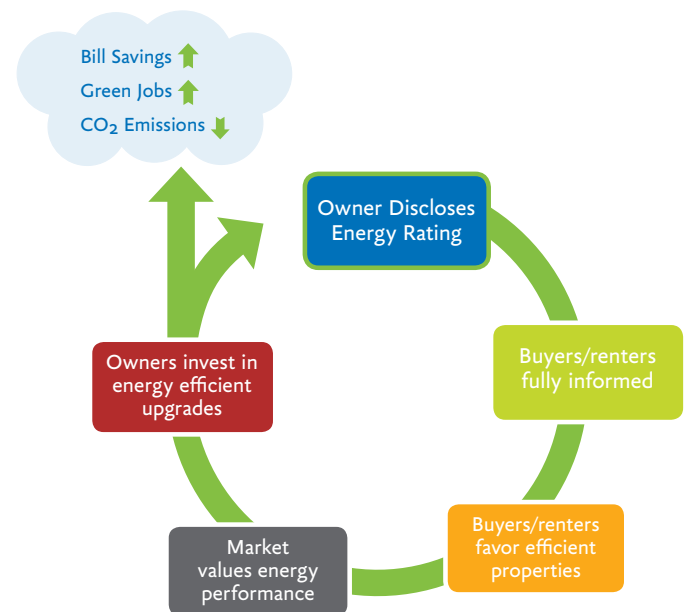 Bill Savings
Green Jobs
CO₂ Emissions
Owner Discloses
Energy Rating
Buyers/renters
fully informed
Buyers/renters
favor efficient
properties
Market
values energy
performance
Owners invest in
energy efficient
upgrades